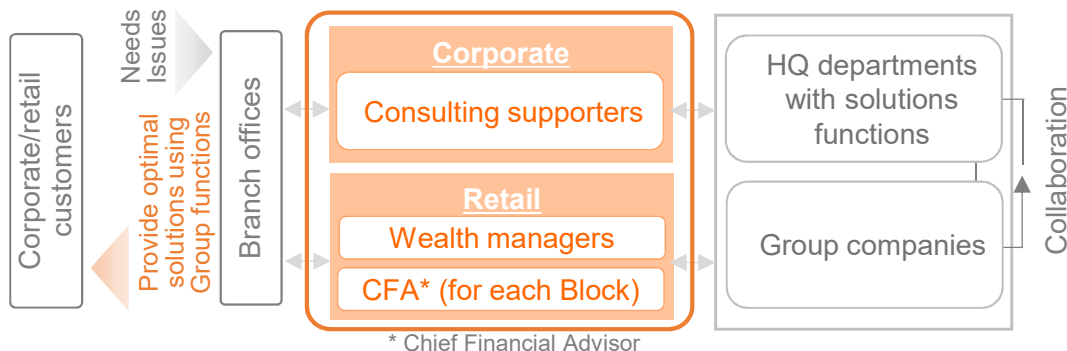 Corporate/retail
customers
Needs
Issues
Provide optimal
solutions using
Group functions
Branch offices
Corporate
Consulting supporters
Retail
Wealth managers
CFA* (for each Block)
* Chief Financial Advisor
HQ departments
with solutions
functions
Group companies
Collaboration